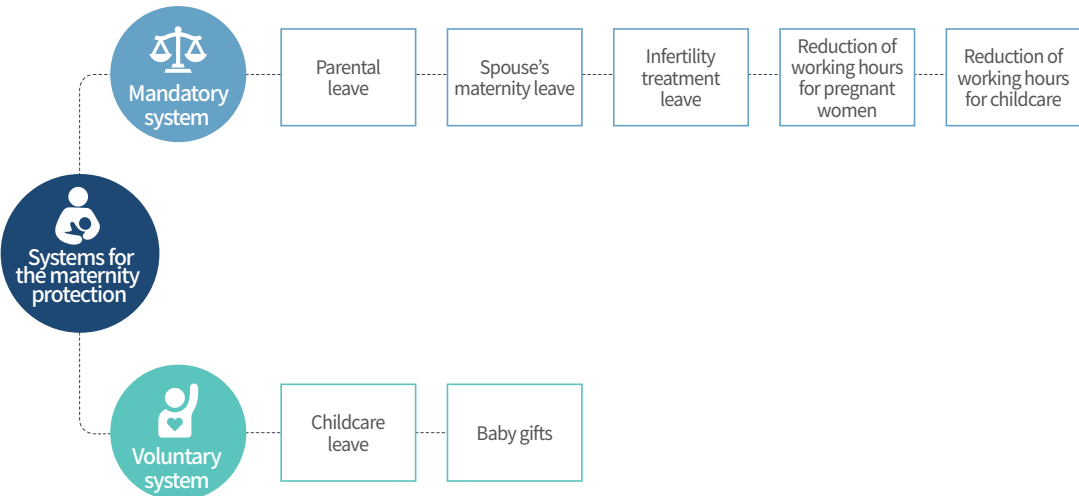 Mandatory
system
Parental
leave
Spouse's
maternity leave
Infertility
treatment
leave
Reduction of
working hours
for pregnant
women
Reduction of
working hours
for childcare
Systems for
the maternity
protection
Voluntary
system
Childcare
leave
Baby gifts